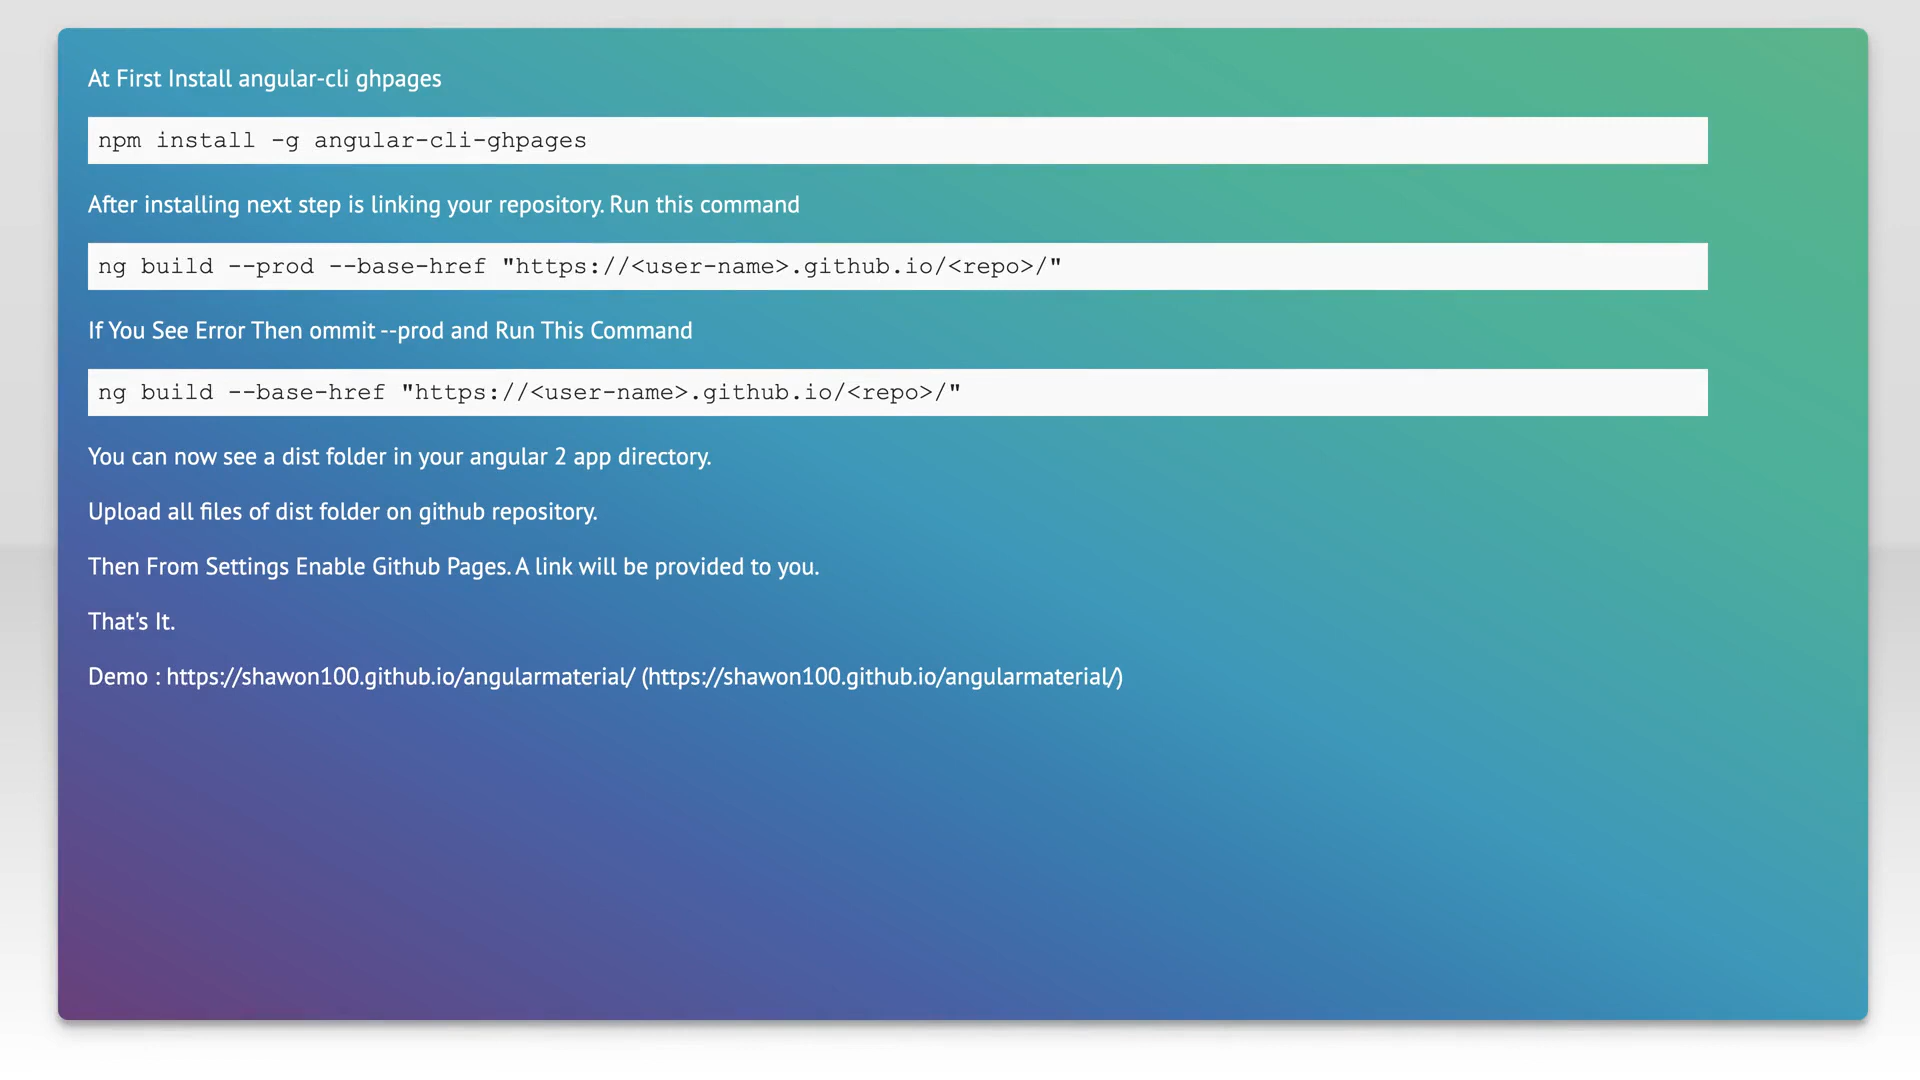 At First Install angular-cli ghpages
npm install -g angular-cli-ghpages
After installing next step is linking your repository. Run this command
ng build --prod --base-href "https://<user-name>.github.io/<repo>/"
If You See Error Then ommit --prod and Run This Command
ng build --base-href "https://<user-name>.github.io/<repo>/"
You can now see a dist folder in your angular 2 app directory.
Upload all files of dist folder on github repository.
Then From Settings Enable Github Pages. A link will be provided to you.
That's It.
Demo : https://shawon100.github.io/angularmaterial/ (https://shawon100.github.io/angularmaterial/)